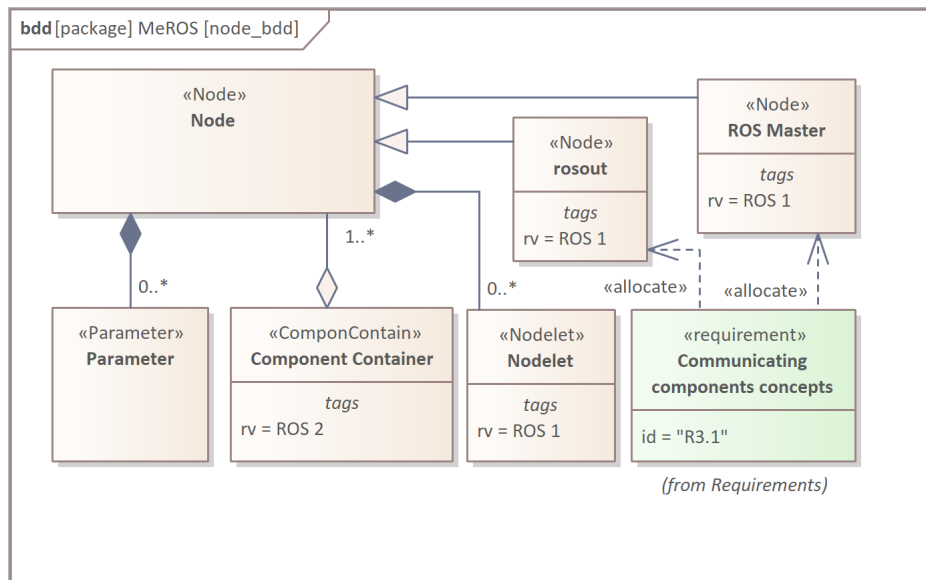 bdd [package] MeROS [node_bdd]
«Node»
Node
«Node»
ROS Master
tags
rv = ROS 1
«Node»
rosout
tags
rv = ROS 1
1..*
0..*
0..*
«allocate»
«allocate»
«Parameter»
Parameter
«ComponContain»
Component Container
tags
rv = ROS 2
«Nodelet»
Nodelet
tags
rv = ROS 1
«requirement»
Communicating
components concepts
id = "R3.1"
(from Requirements)